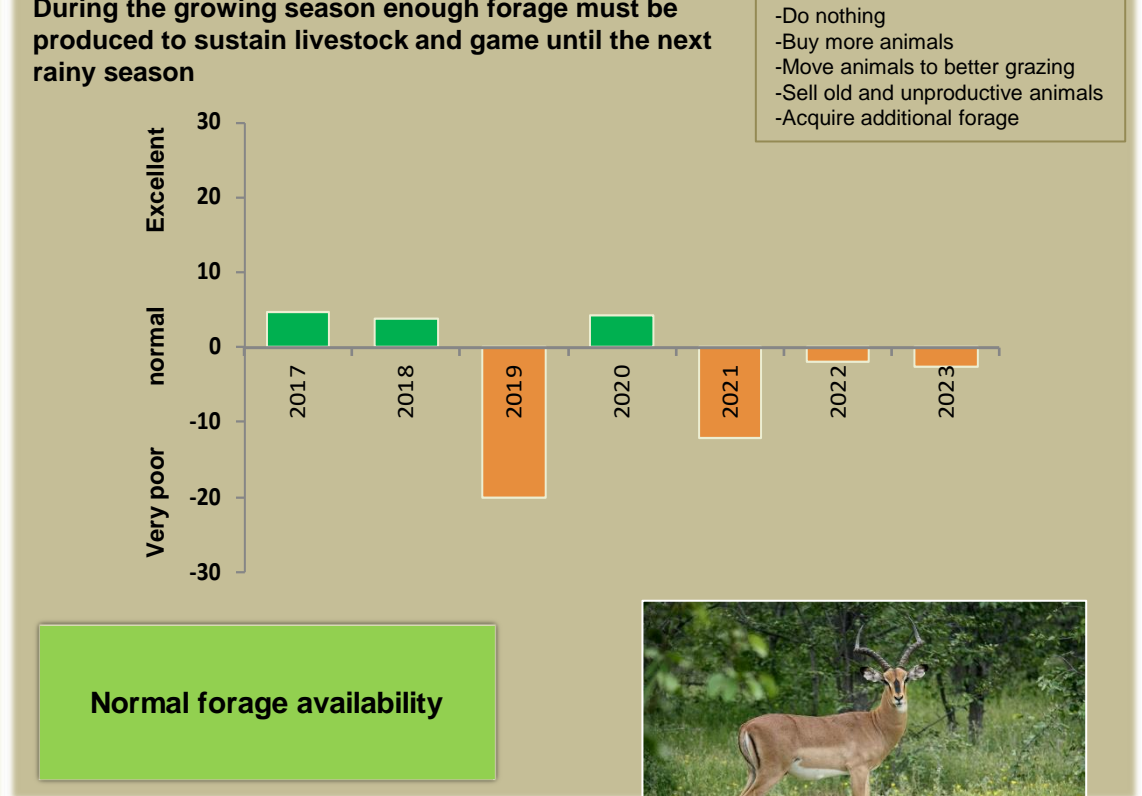 During the growing season enough forage must be
produced to sustain livestock and game until the next
rainy season
-Do nothing
-Buy more animals
-Move animals to better grazing
-Sell old and unproductive animals
-Acquire additional forage
30
20
10
0
-10
-20
-30
Excellent
normal
Very poor
2017
2018
2019
2020
2021
2022
2023
Normal forage availability